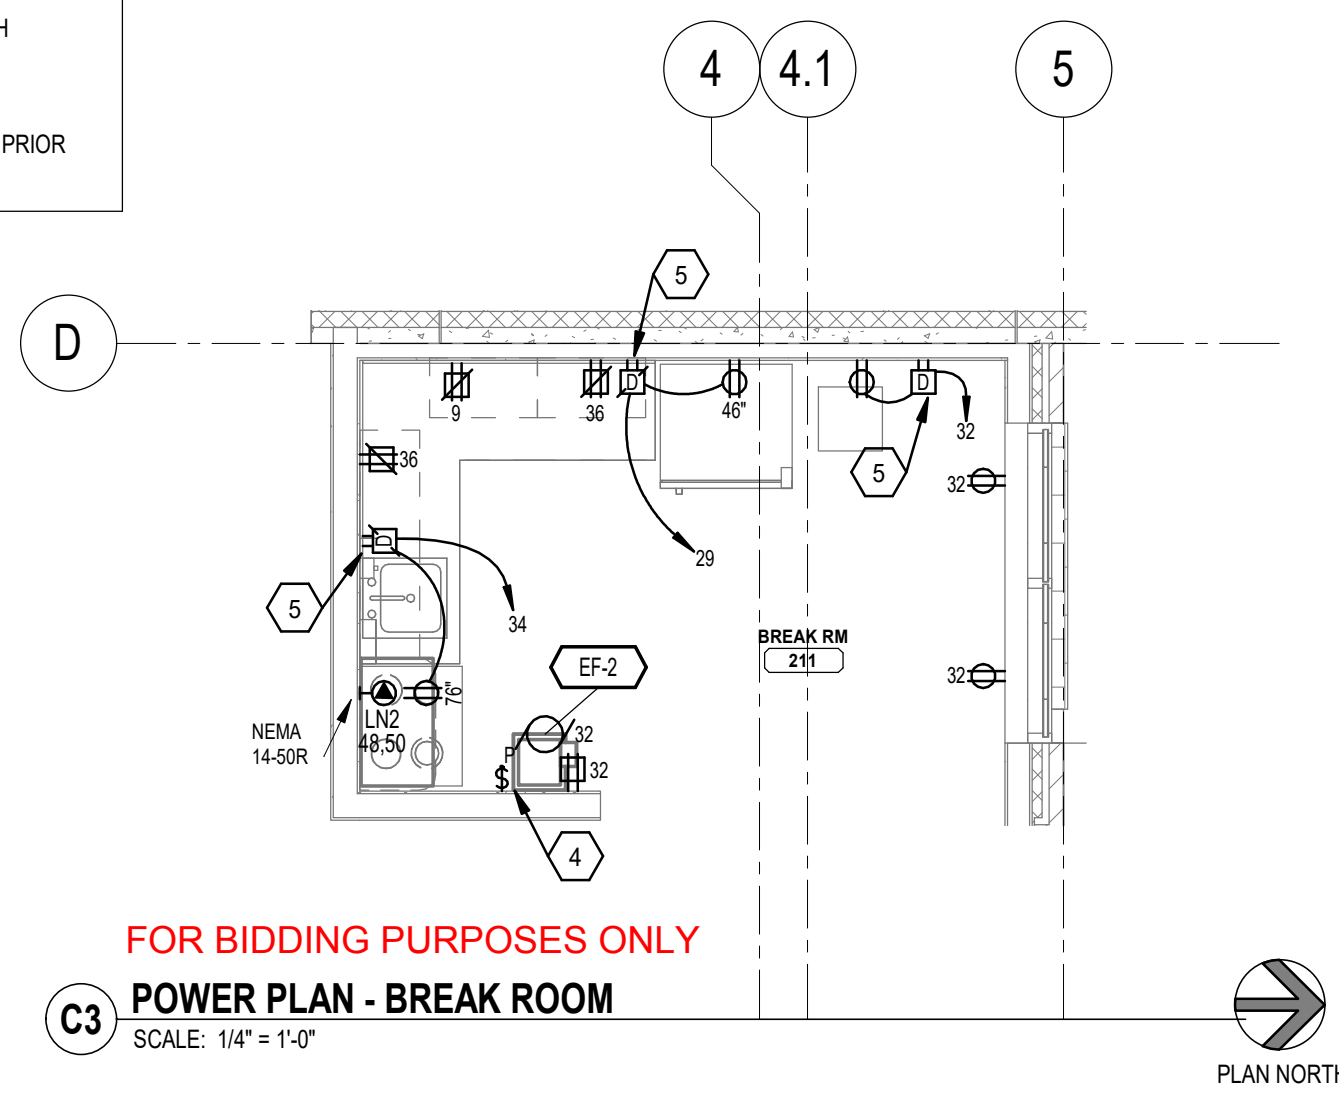 H
PRIOR
4
4.1
5
D
5
D
D
9
36
46"
32
36
5
32
D
29
5
34
BREAK RM
211
EF-2
32
76"
LN2
48,50
NEMA
14-50R
P
32
$
32
4
FOR BIDDING PURPOSES ONLY
C3
POWER PLAN - BREAK ROOM
SCALE: 1/4" = 1'-0"
PLAN NORTH